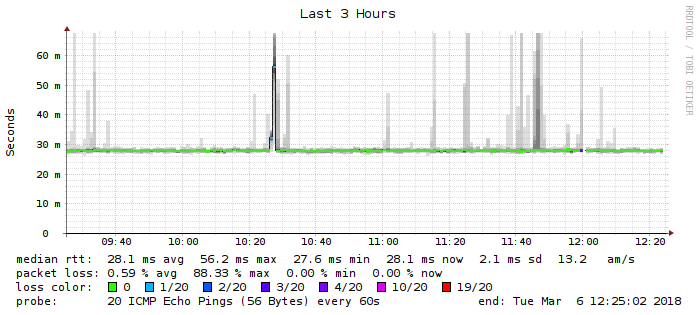 Last 3 Hours
RRDTOOL / TOBI OETIKER
Seconds
60 m
50 m
40 m
30 m
20 m
10 m
0
09:40 10:00 10:20 10:40 11:00 11:20 11:40 12:00 12:20
median rtt: 28.1 ms avg 56.2 ms max 27.6 ms min 28.1 ms now 2.1 ms sd 13.2 am/s
packet loss: 0.59 % avg 88.33 % max 0.00 % min 0.00 % now
loss color: 0 1/20 2/20 3/20 4/20 10/20 19/20
probe: 20 ICMP Echo Pings (56 Bytes) every 60s end: Tue Mar 6 12:25:02 2018